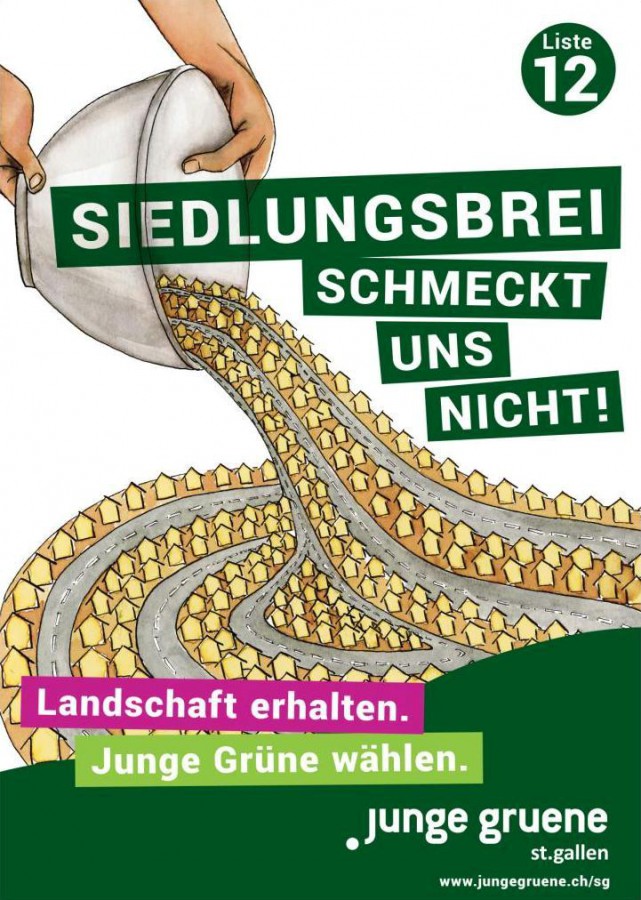 Liste
12
SIEDLUNGSBREI
SCHMECKT
UNS
NICHT!
Landschaft erhalten.
Junge Grüne wählen.
.junge gruene
st.gallen
www.jungegruene.ch/sg